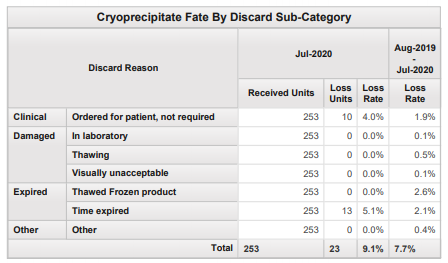 Cryoprecipitate Fate By Discard Sub-Category
Discard Reason Jul-2020 Aug-2019 - Jul-2020
Received Units Loss Units Loss Rate Loss Rate
Clinical Ordered for patient, not required 253 10 4.0% 1.9%
Damaged In laboratory 253 0 0.0% 0.1%
Thawing 253 0 0.0% 0.5%
Visually unacceptable 253 0 0.0% 0.1%
Expired Thawed Frozen product 253 0 0.0% 2.6%
Time expired 253 13 5.1% 2.1%
Other Other 253 0 0.0% 0.4%
Total 253 23 9.1% 7.7%